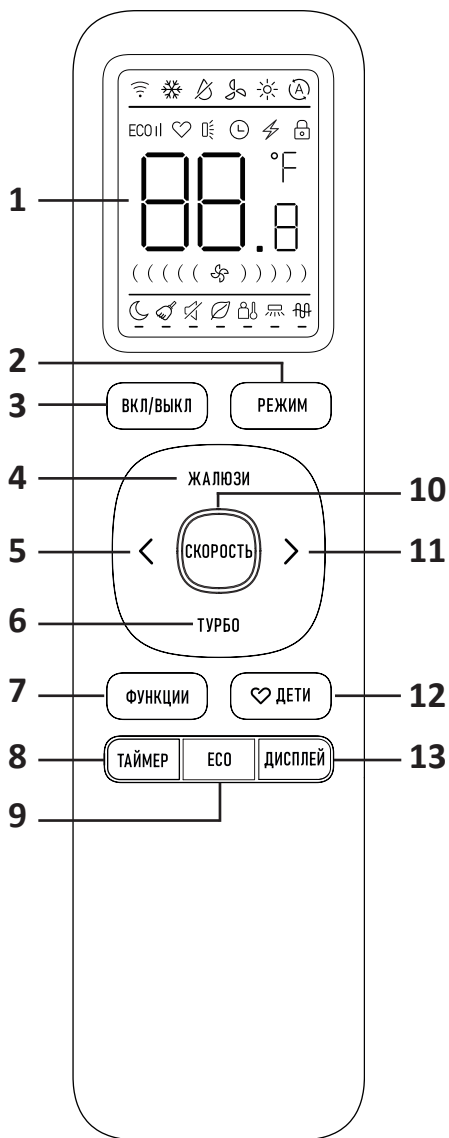 ECO
88.8 °F
1
2
3
ВКЛ/ВЫКЛ
РЕЖИМ
4
ЖАЛЮЗИ
10
5
<
СКОРОСТЬ
>
11
6
ТУРБО
7
ФУНКЦИИ
ДЕТИ
12
8
ТАЙМЕР
ECO
ДИСПЛЕЙ
13
9